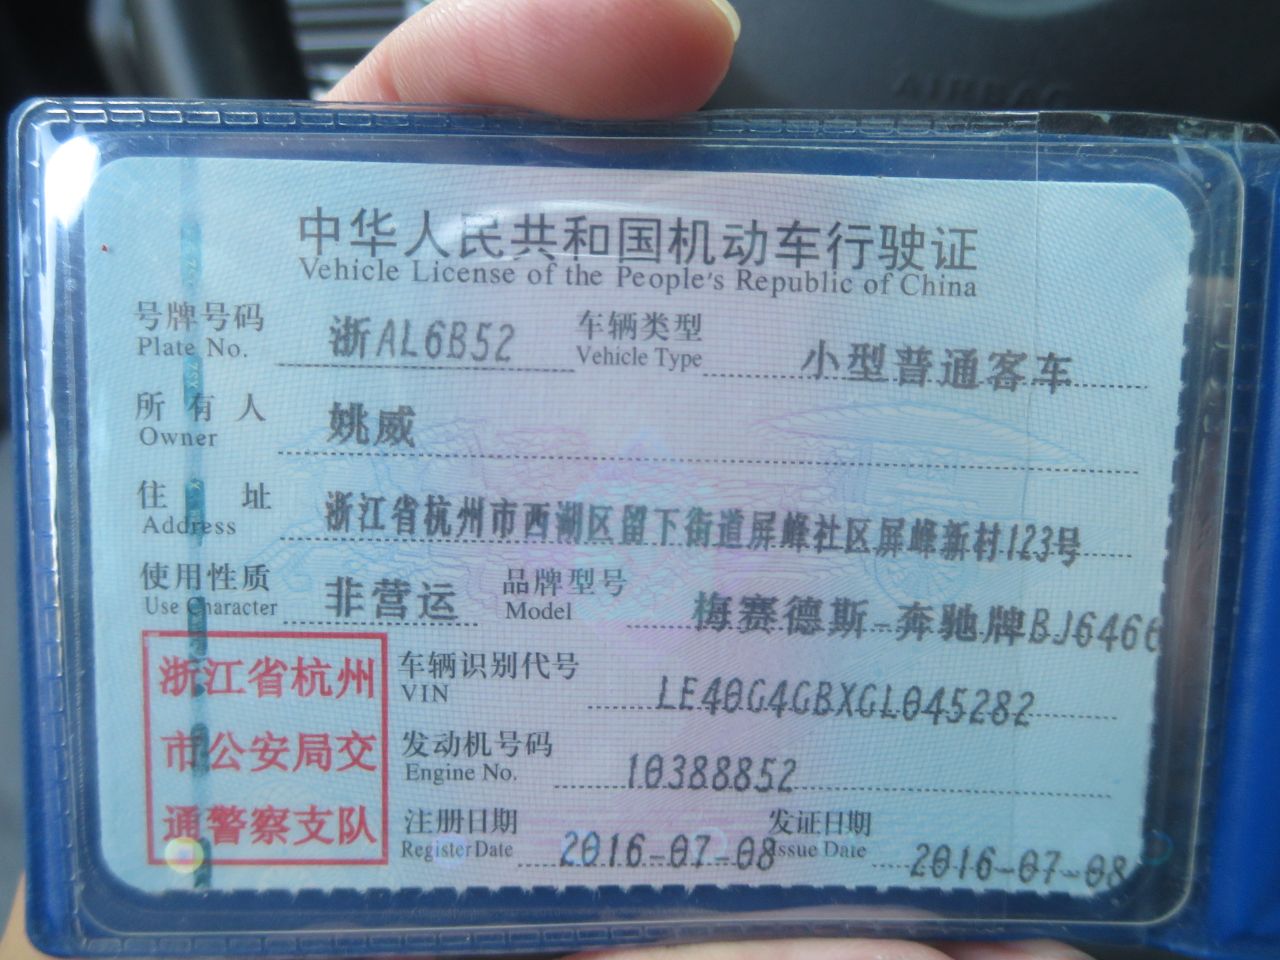 AIRBAG
中华人民共和国机动车行驶证
Vehicle License of the People's Republic of China
号牌号码 浙AL6B52 车辆类型 小型普通客车
Plate No. Vehicle Type
所有人 姚威
Owner
住址 浙江省杭州市西湖区留下街道屏峰社区屏峰新村123号
Address
使用性质 非营运 品牌型号 梅赛德斯-奔驰牌BJ6466
Use Character Model
浙江省杭州
市公安局交
通警察支队
车辆识别代号 LE40G4GBXGL045282
VIN
发动机号码 10388852
Engine No.
注册日期 2016-07-08 发证日期 2016-07-08
Register Date Issue Date